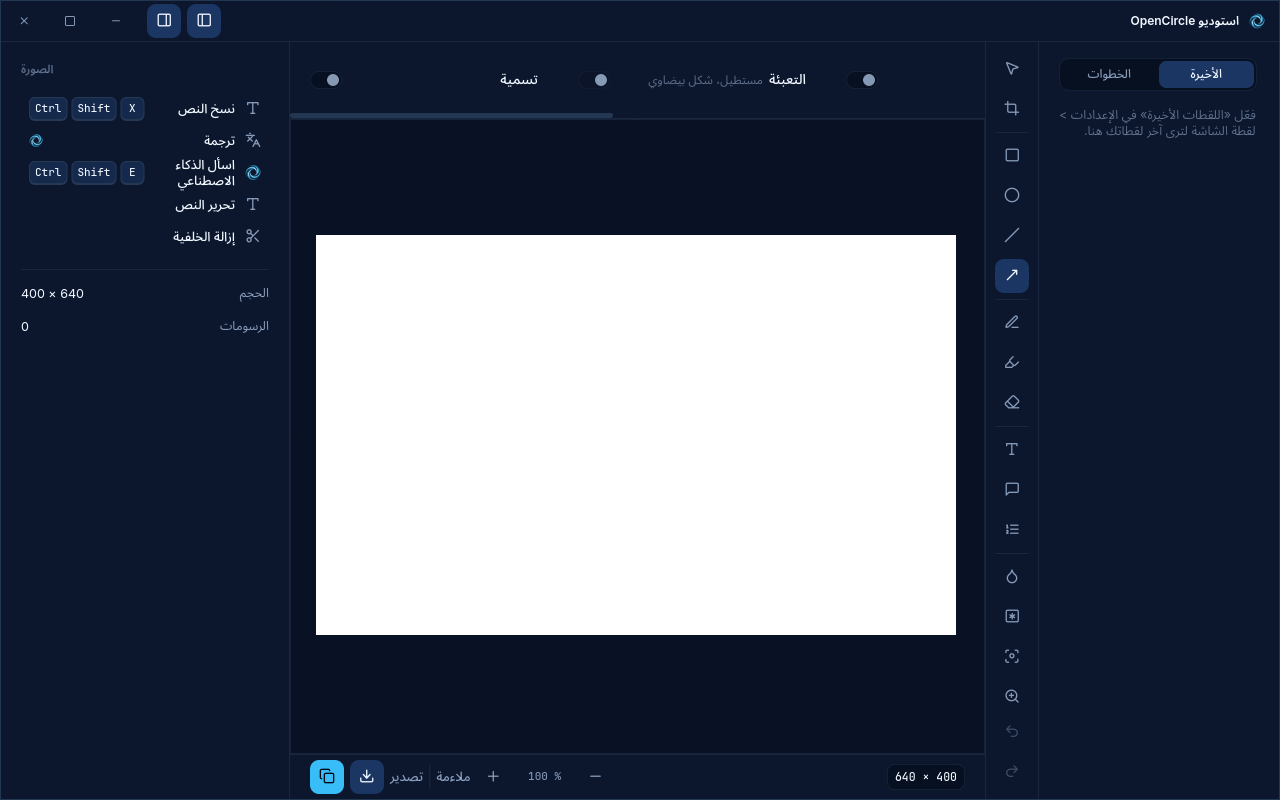 استوديو OpenCircle
الأخيرة
الخطوات
فعّل «اللقطات الأخيرة» في الإعدادات >
لقطة الشاشة لترى آخر لقطاتك هنا.
التعبئة مستطيل، شكل بيضاوي
تسمية
الصورة
نسخ النص Ctrl Shift X
ترجمة
اسأل الذكاء
الاصطناعي Ctrl Shift E
تحرير النص
إزالة الخلفية
الحجم 640 × 400
الرسومات 0
640 × 400
100 %
ملاءمة
تصدير